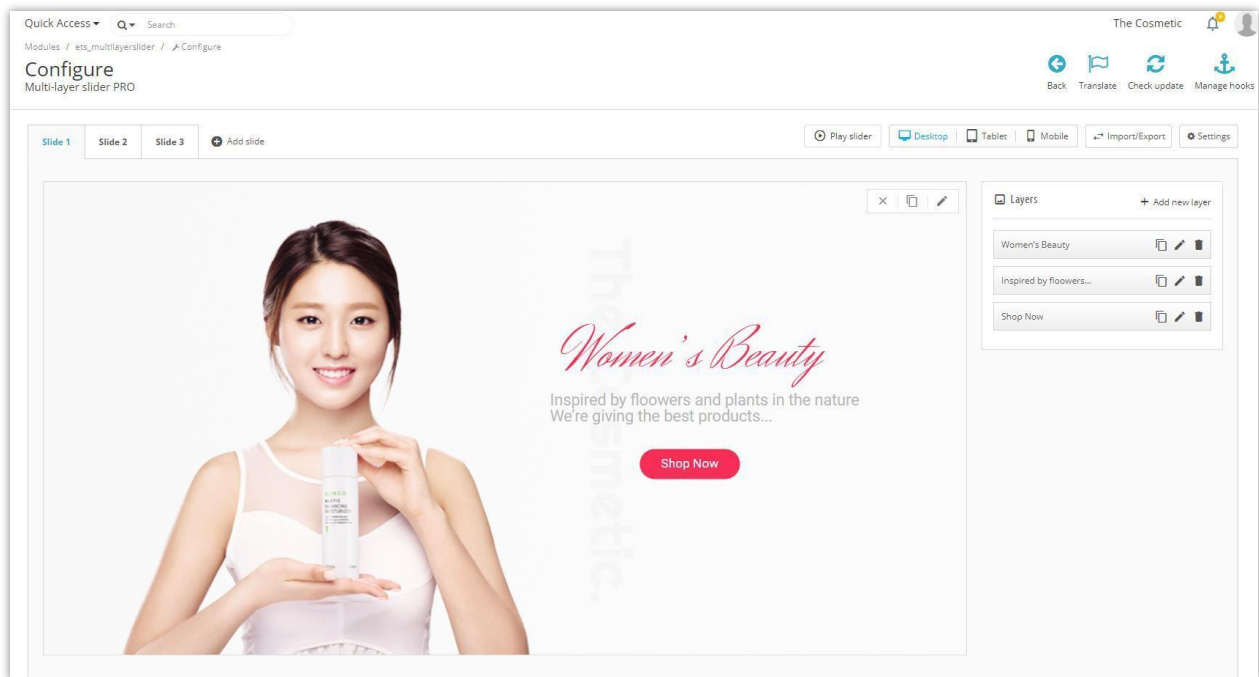 Quick Access
Search
The Cosmetic
Modules / ets_multilayerslider / Configure
Configure
Multi-layer slider PRO
Back
Translate
Check update
Manage hooks
Slide 1
Slide 2
Slide 3
Add slide
Play slider
Desktop
Tablet
Mobile
Import/Export
Settings
The Cosmetic.
Women's Beauty
Inspired by floowers and plants in the nature
We're giving the best products...
Shop Now
Layers
+ Add new layer
Women's Beauty
Inspired by floowers...
Shop Now